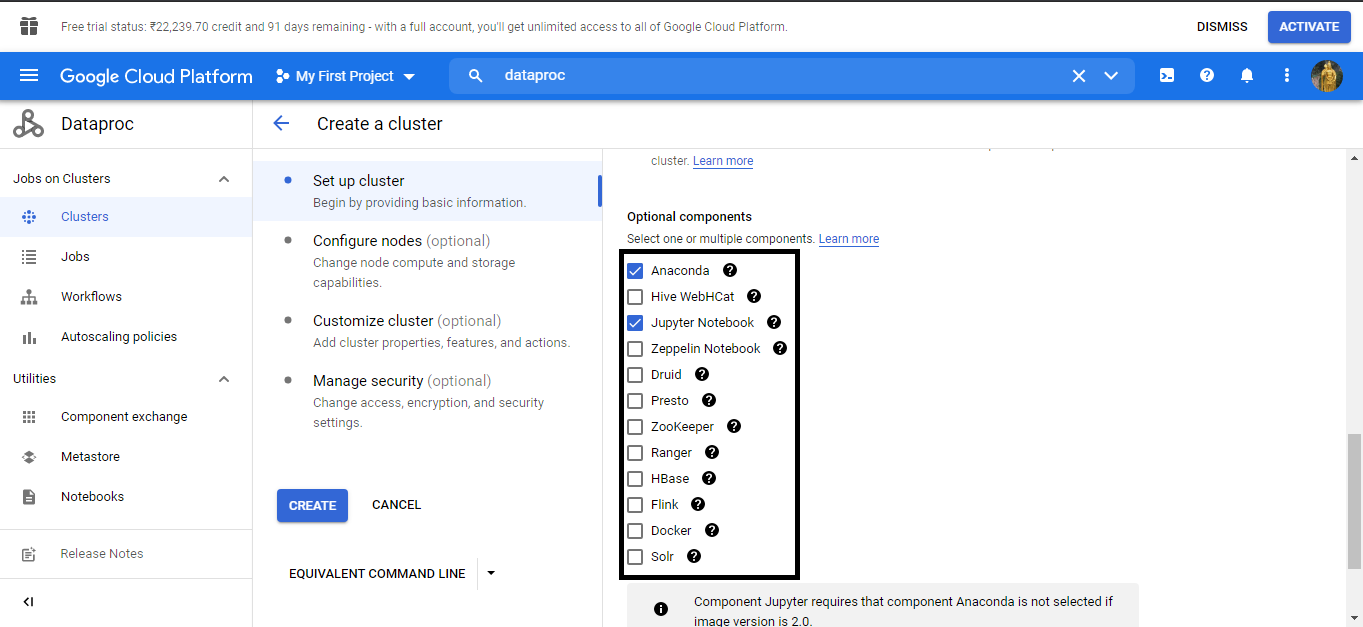 Free trial status: ₹22,239.70 credit and 91 days remaining - with a full account, you'll get unlimited access to all of Google Cloud Platform.
DISMISS
ACTIVATE
Google Cloud Platform
My First Project
dataproc
Dataproc
Create a cluster
Jobs on Clusters
Clusters
Jobs
Workflows
Autoscaling policies
Utilities
Component exchange
Metastore
Notebooks
Release Notes
Set up cluster
Begin by providing basic information.
Configure nodes (optional)
Change node compute and storage
capabilities.
Customize cluster (optional)
Add cluster properties, features, and actions.
Manage security (optional)
Change access, encryption, and security
settings.
CREATE
CANCEL
EQUIVALENT COMMAND LINE
cluster. Learn more
Optional components
Select one or multiple components. Learn more
Anaconda
Hive WebHCat
Jupyter Notebook
Zeppelin Notebook
Druid
Presto
ZooKeeper
Ranger
HBase
Flink
Docker
Solr
Component Jupyter requires that component Anaconda is not selected if
image version is 2.0.